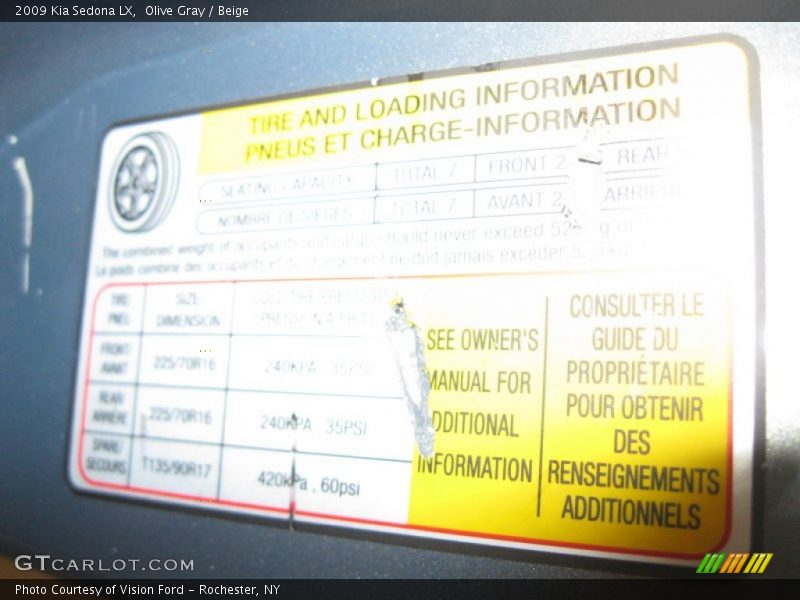 2009 Kia Sedona LX,  Olive Gray / Beige
TIRE AND LOADING INFORMATION
PNEUS ET CHARGE-INFORMATION
SEATING CAPACITY TOTAL 7 FRONT 2 REAR
NOMBRE DE SIEGES TOTAL 7 AVANT 2 ARRIERE
The combined weight of occupants and cargo should never exceed
Le poids combiné des occupants et du chargement ne doit jamais excéder
TIRE/ SIZE/ COLD TIRE PRESSURE
PNEU DIMENSION PRESSION A FROID
FRONT/
AVANT 225/70R16 240KPA , 35PSI
REAR/
ARRIÈRE 225/70R16 240KPA , 35PSI
SPARE/
SECOURS T135/90R17 420kPa , 60psi
SEE OWNER'S
MANUAL FOR
ADDITIONAL
INFORMATION
CONSULTER LE
GUIDE DU
PROPRIÉTAIRE
POUR OBTENIR
DES
RENSEIGNEMENTS
ADDITIONNELS
GTCARLOT.COM
Photo Courtesy of Vision Ford - Rochester, NY